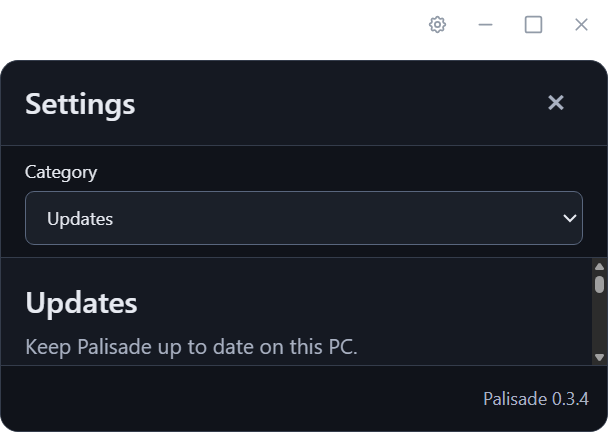 Settings
Category
Updates
Updates
Keep Palisade up to date on this PC.
Palisade 0.3.4